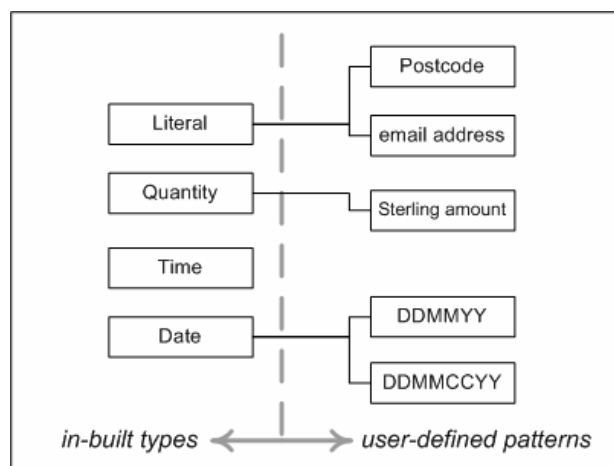 Postcode
Literal
email address
Quantity
Sterling amount
Time
Date
DDMMYY
DDMMCCYY
in-built types
user-defined patterns